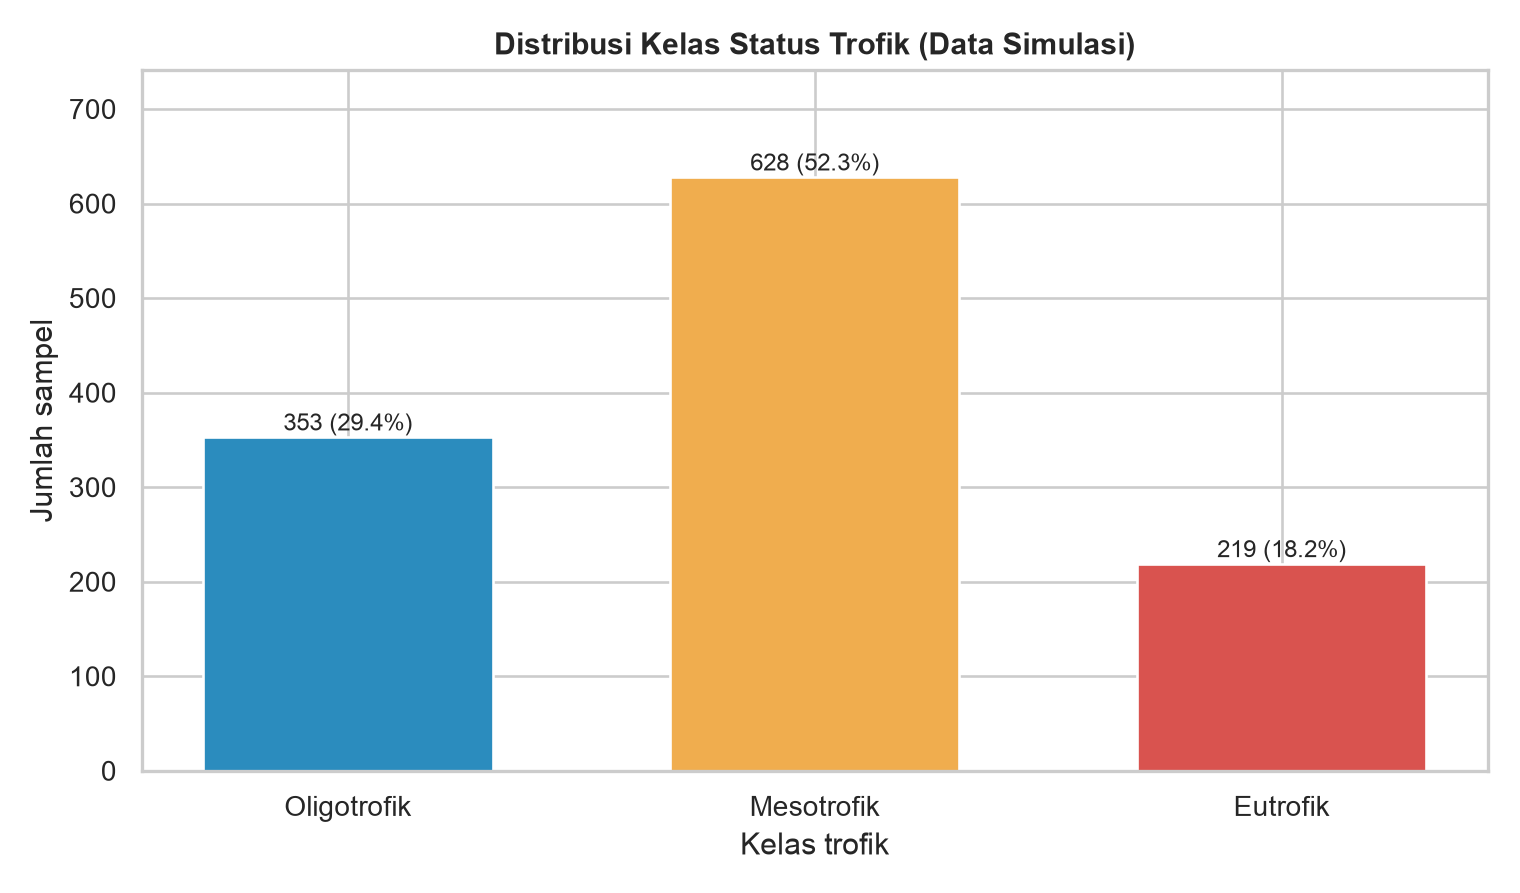 Distribusi Kelas Status Trofik (Data Simulasi)
Jumlah sampel
700
600
500
400
300
200
100
0
353 (29.4%)
628 (52.3%)
219 (18.2%)
Oligotrofik
Mesotrofik
Eutrofik
Kelas trofik